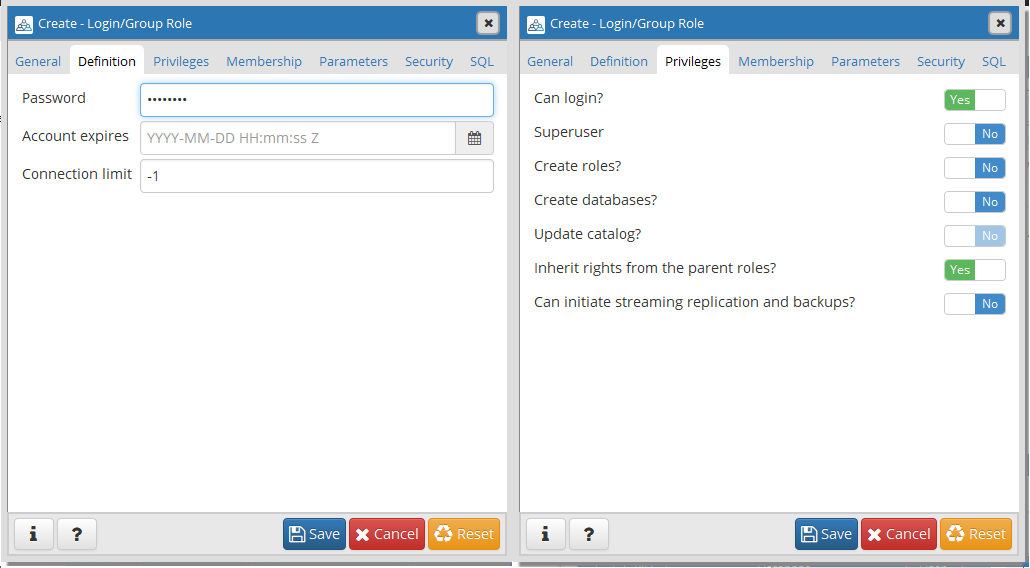 Create - Login/Group Role
General Definition Privileges Membership Parameters Security SQL
Password ••••••••
Account expires YYYY-MM-DD HH:mm:ss Z
Connection limit -1
i ? Save Cancel Reset
Create - Login/Group Role
General Definition Privileges Membership Parameters Security SQL
Can login? Yes
Superuser No
Create roles? No
Create databases? No
Update catalog? No
Inherit rights from the parent roles? Yes
Can initiate streaming replication and backups? No
i ? Save Cancel Reset